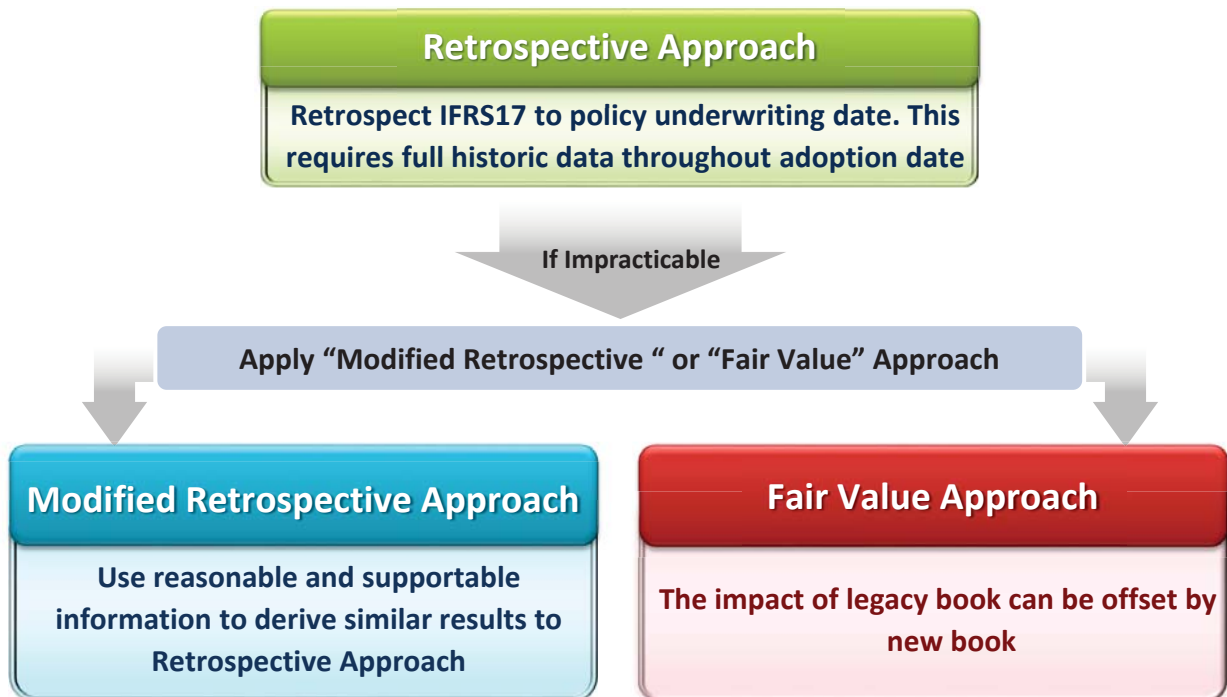 Retrospective Approach
Retrospect IFRS17 to policy underwriting date. This
requires full historic data throughout adoption date
If Impracticable
Apply “Modified Retrospective “ or “Fair Value” Approach
Modified Retrospective Approach
Use reasonable and supportable
information to derive similar results to
Retrospective Approach
Fair Value Approach
The impact of legacy book can be offset by
new book